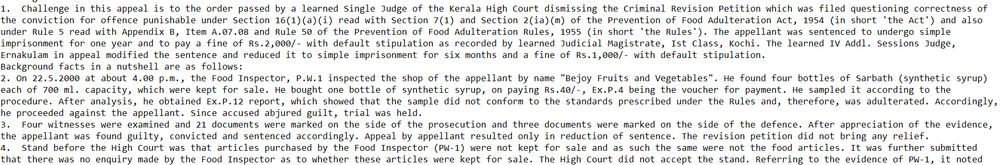 1.  Challenge in this appeal is to the order passed by a learned Single Judge of the Kerala High Court dismissing the Criminal Revision Petition which was filed questioning correctness of
the conviction for offence punishable under Section 16(1)(a)(i) read with Section 7(1) and Section 2(ia)(m) of the Prevention of Food Adulteration Act, 1954 (in short 'the Act') and also
under Rule 5 read with Appendix B, Item A.07.08 and Rule 50 of the Prevention of Food Adulteration Rules, 1955 (in short 'the Rules'). The appellant was sentenced to undergo simple
imprisonment for one year and to pay a fine of Rs.2,000/- with default stipulation as recorded by learned Judicial Magistrate, Ist Class, Kochi. The learned IV Addl. Sessions Judge,
Ernakulam in appeal modified the sentence and reduced it to simple imprisonment for six months and a fine of Rs.1,000/- with default stipulation.
Background facts in a nutshell are as follows:
2. On 22.5.2000 at about 4.00 p.m., the Food Inspector, P.W.1 inspected the shop of the appellant by name "Bejoy Fruits and Vegetables". He found four bottles of Sarbath (synthetic syrup)
each of 700 ml. capacity, which were kept for sale. He bought one bottle of synthetic syrup, on paying Rs.40/-, Ex.P.4 being the voucher for payment. He sampled it according to the
procedure. After analysis, he obtained Ex.P.12 report, which showed that the sample did not conform to the standards prescribed under the Rules and, therefore, was adulterated. Accordingly,
he proceeded against the appellant. Since accused abjured guilt, trial was held.
3.  Four witnesses were examined and 21 documents were marked on the side of the prosecution and three documents were marked on the side of the defence. After appreciation of the evidence,
the appellant was found guilty, convicted and sentenced accordingly. Appeal by appellant resulted only in reduction of sentence. The revision petition did not bring any relief.
4.  Stand before the High Court was that articles purchased by the Food Inspector (PW-1) were not kept for sale and as such the same were not the food articles. It was further submitted
that there was no enquiry made by the Food Inspector as to whether these articles were kept for sale. The High Court did not accept the stand. Referring to the evidence of PW-1, it noted